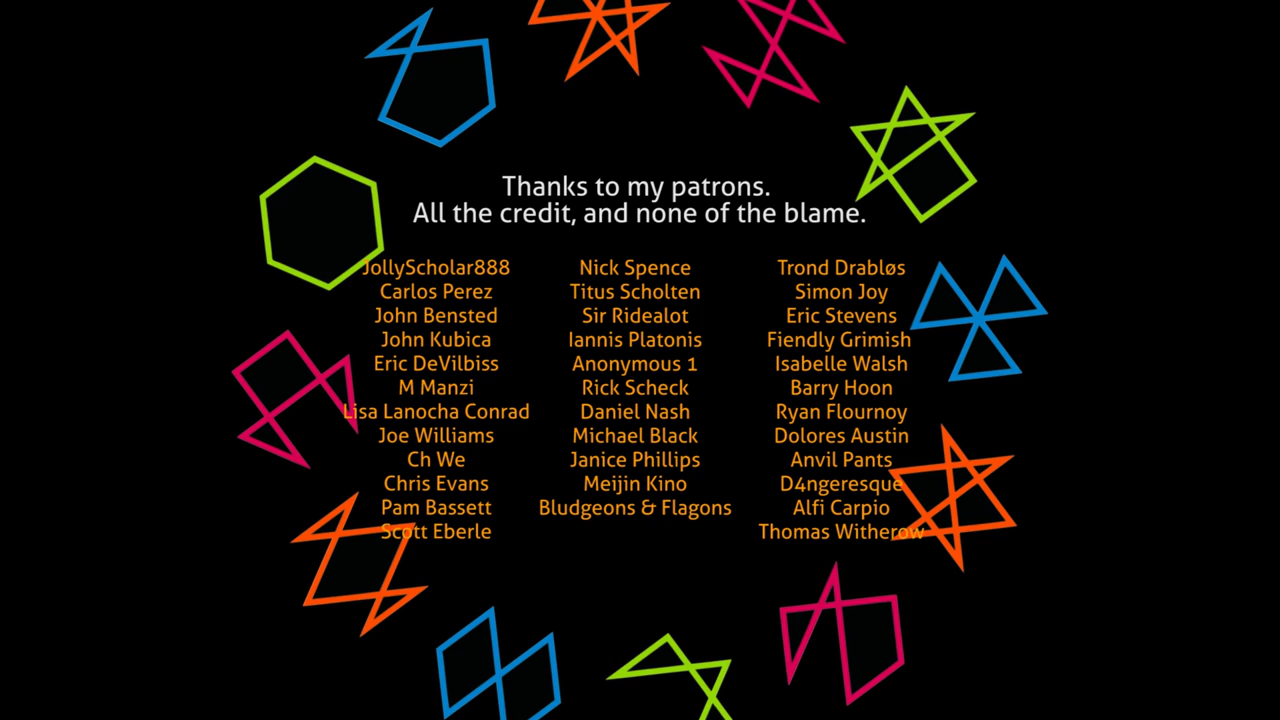 Thanks to my patrons.
All the credit, and none of the blame.
JollyScholar888
Carlos Perez
John Bensted
John Kubica
Eric DeVilbiss
M Manzi
Lisa Lanocha Conrad
Joe Williams
Ch We
Chris Evans
Pam Bassett
Scott Eberle
Nick Spence
Titus Scholten
Sir Ridealot
Iannis Platonis
Anonymous 1
Rick Scheck
Daniel Nash
Michael Black
Janice Phillips
Meijin Kino
Bludgeons & Flagons
Trond Drabløs
Simon Joy
Eric Stevens
Fiendly Grimish
Isabelle Walsh
Barry Hoon
Ryan Flournoy
Dolores Austin
Anvil Pants
D4ngeresque
Alfi Carpio
Thomas Witherow